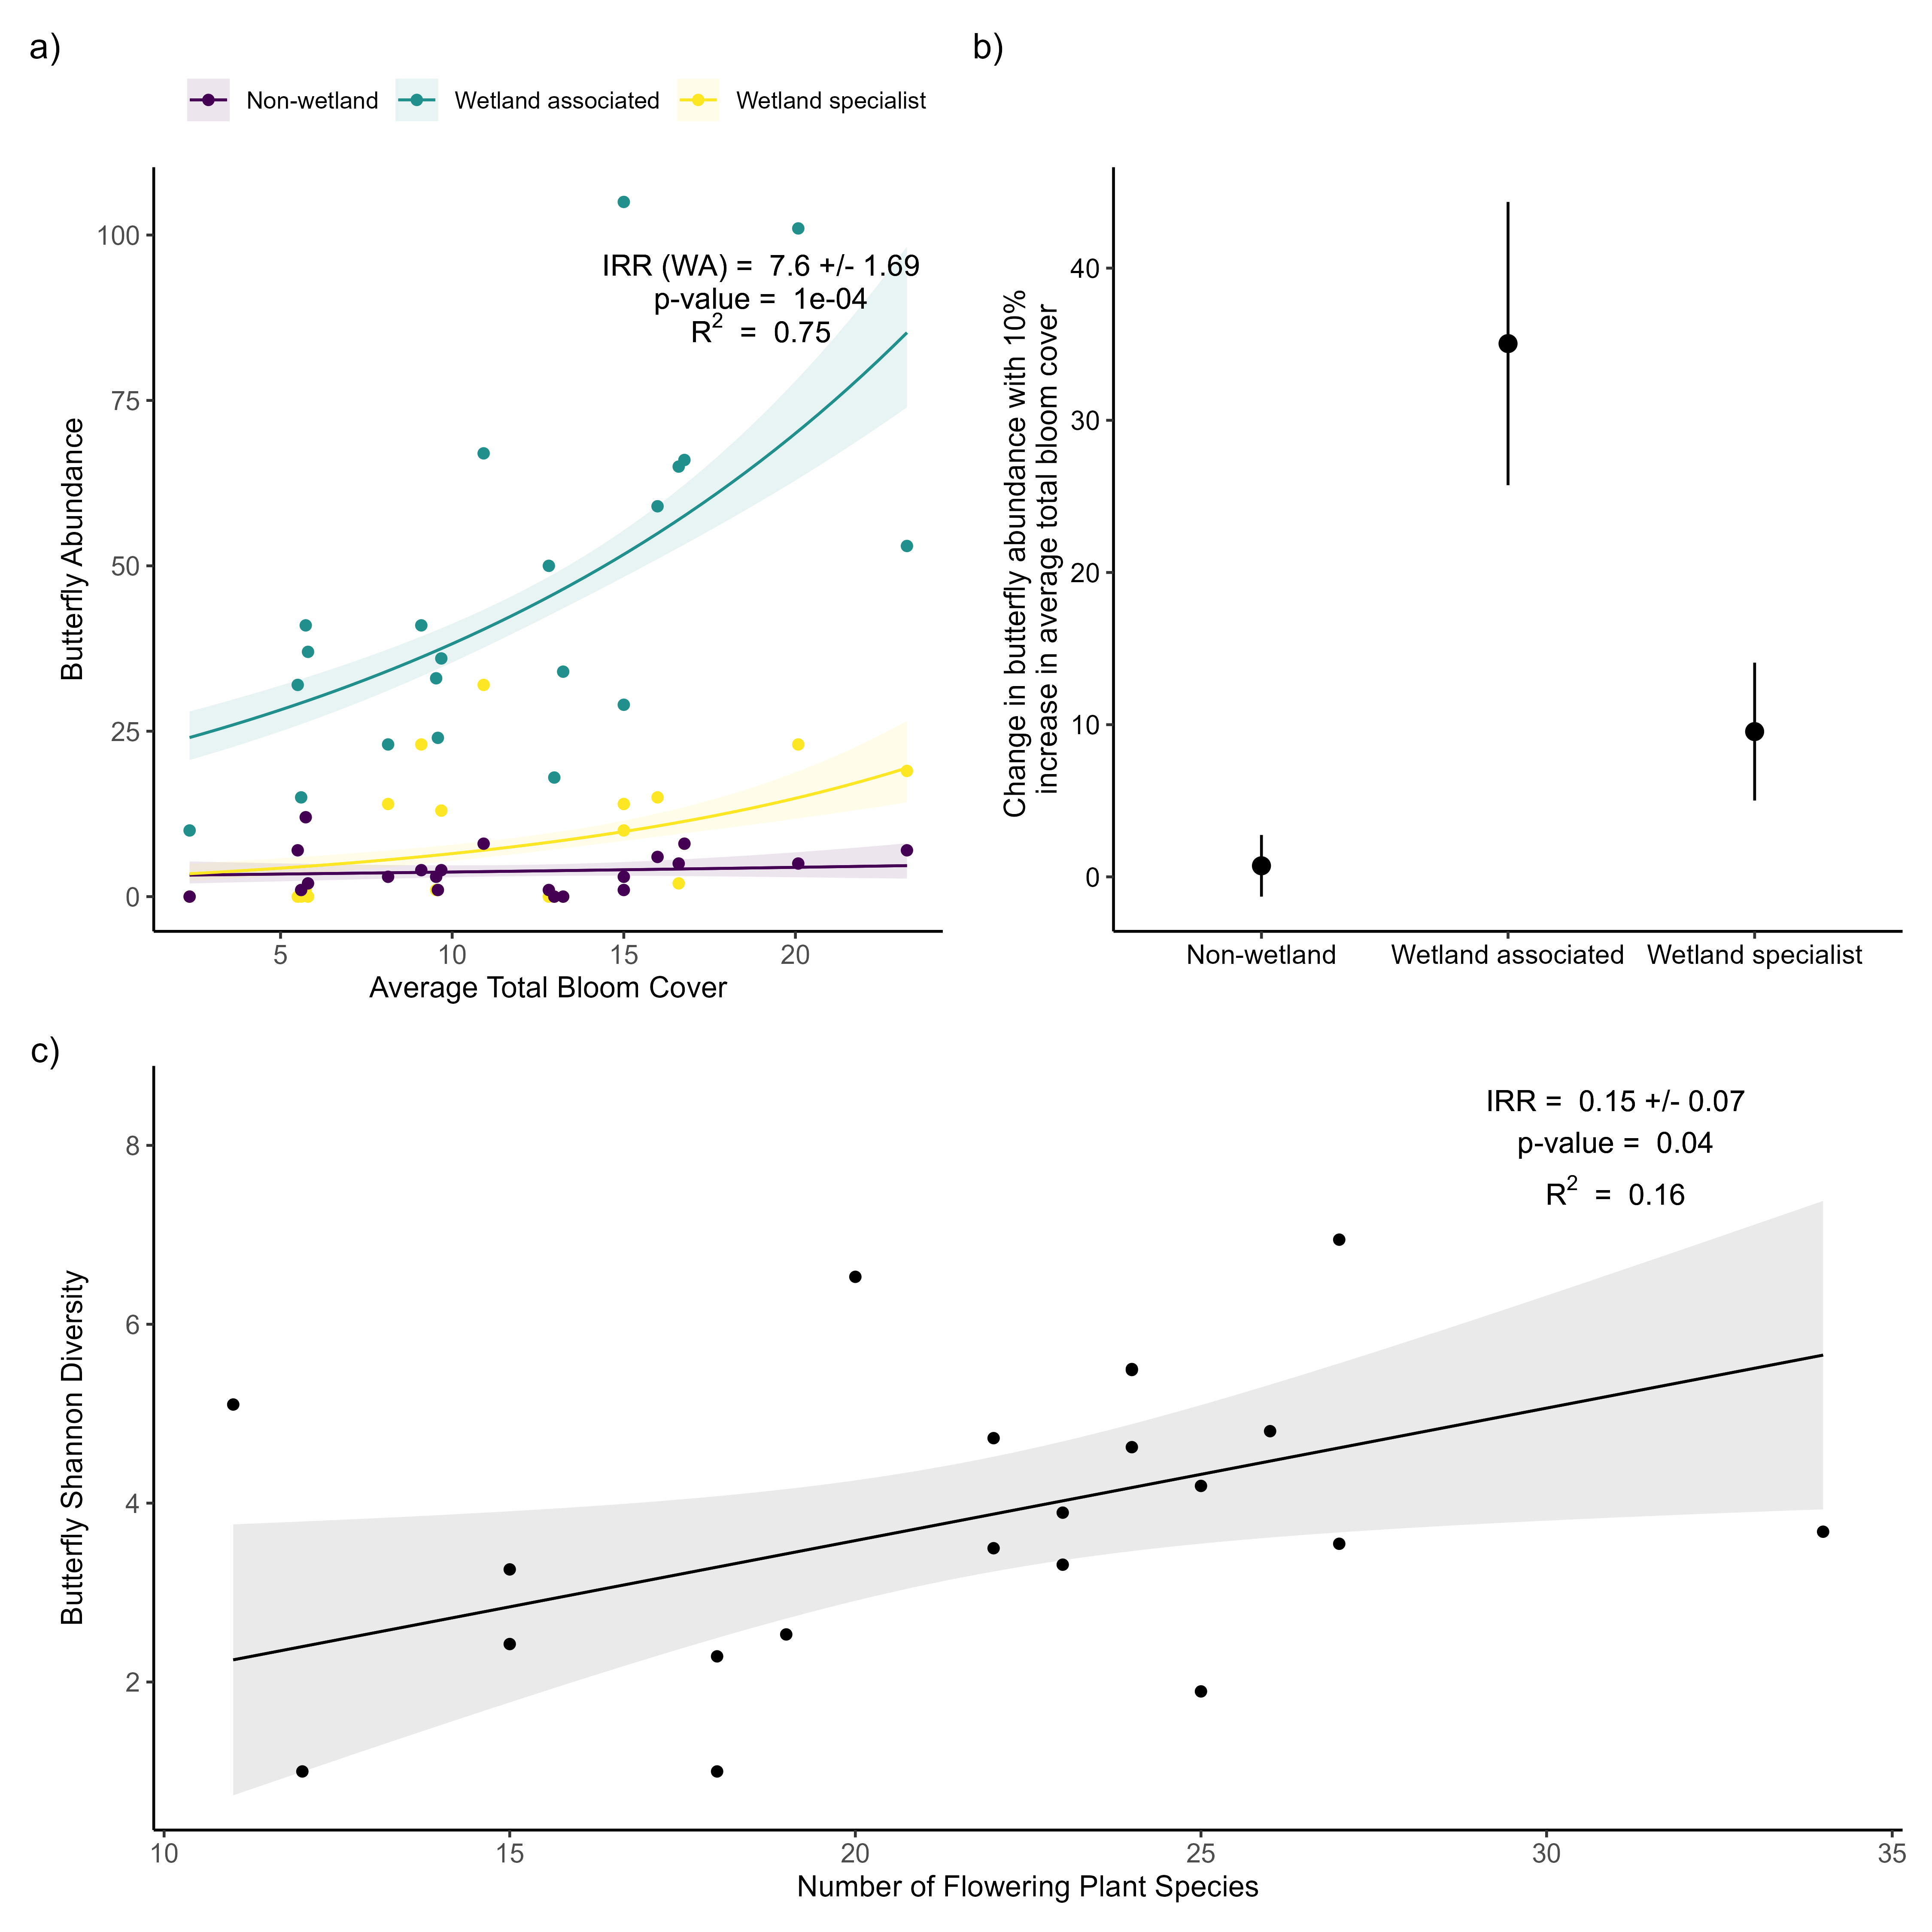 a)
b)
Non-wetland
Wetland associated
Wetland specialist
Butterfly Abundance
100
75
50
25
0
IRR (WA) = 7.6 +/- 1.69
p-value = 1e-04
R² = 0.75
5
10
15
20
Average Total Bloom Cover
Change in butterfly abundance with 10%
increase in average total bloom cover
40
30
20
10
0
Non-wetland
Wetland associated
Wetland specialist
c)
Butterfly Shannon Diversity
8
6
4
2
IRR = 0.15 +/- 0.07
p-value = 0.04
R² = 0.16
10
15
20
25
30
35
Number of Flowering Plant Species